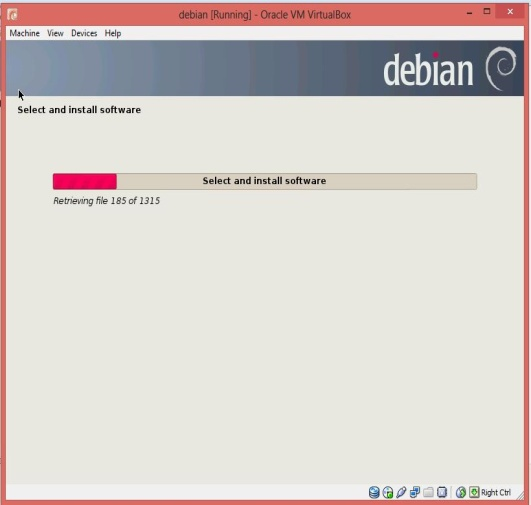 debian [Running] - Oracle VM VirtualBox
Machine View Devices Help
debian
Select and install software
Select and install software
Retrieving file 185 of 1315
Right Ctrl